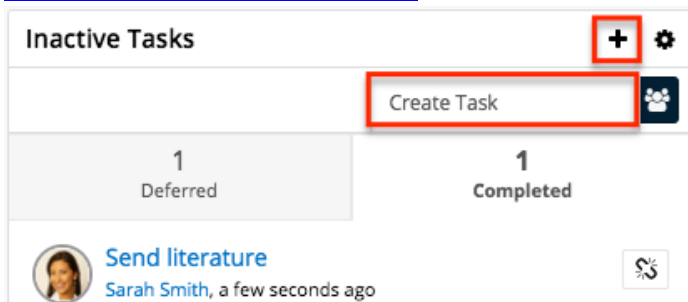 Inactive Tasks
Create Task
1
Deferred
1
Completed
Send literature
Sarah Smith, a few seconds ago